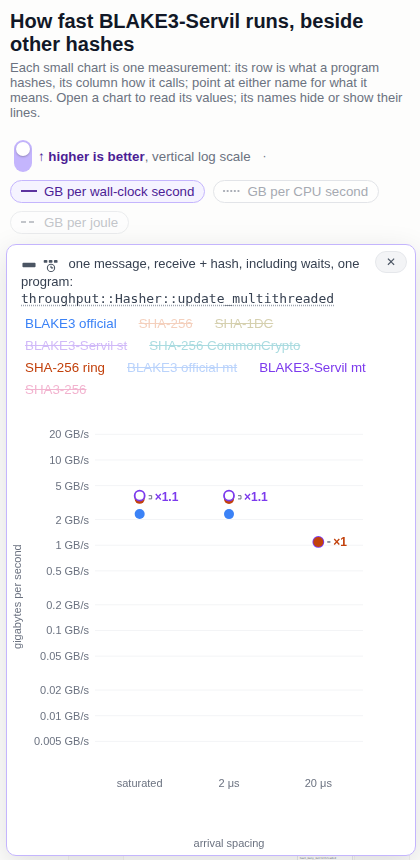 How fast BLAKE3-Servil runs, beside
other hashes
Each small chart is one measurement: its row is what a program
hashes, its column how it calls; point at either name for what it
means. Open a chart to read its values; its names hide or show their
lines.
↑ higher is better, vertical log scale ·
GB per wall-clock second
GB per CPU second
GB per joule
one message, receive + hash, including waits, one
program:
throughput::Hasher::update_multithreaded
✕
BLAKE3 official SHA-256 SHA-1DC
BLAKE3-Servil st SHA-256 CommonCrypto
SHA-256 ring BLAKE3 official mt BLAKE3-Servil mt
SHA3-256
20 GB/s
10 GB/s
5 GB/s
×1.1 ×1.1
2 GB/s
1 GB/s
×1
0.5 GB/s
0.2 GB/s
0.1 GB/s
0.05 GB/s
0.02 GB/s
0.01 GB/s
0.005 GB/s
gigabytes per second
saturated 2 μs 20 μs
arrival spacing